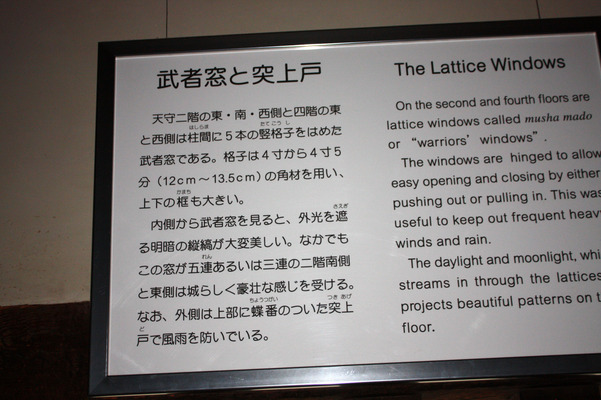 武者窓と突上戸
天守二階の東・南・西側と四階の東
と西側は柱間に5本の竪格子をはめた
武者窓である。格子は4寸から4寸5
分（12cm～13.5cm）の角材を用い、
上下の框も大きい。
内側から武者窓を見ると、外光を遮
る明暗の縦縞が大変美しい。なかでも
この窓が五連あるいは三連の二階南側
と東側は城らしく豪壮な感じを受ける。
なお、外側は上部に蝶番のついた突上
戸で風雨を防いでいる。
The Lattice Windows
On the second and fourth floors are
lattice windows called musha mado
or “warriors’ windows”.
The windows are hinged to allow
easy opening and closing by either
pushing out or pulling in. This was
useful to keep out frequent heav
winds and rain.
The daylight and moonlight, whi
streams in through the lattices
projects beautiful patterns on t
floor.